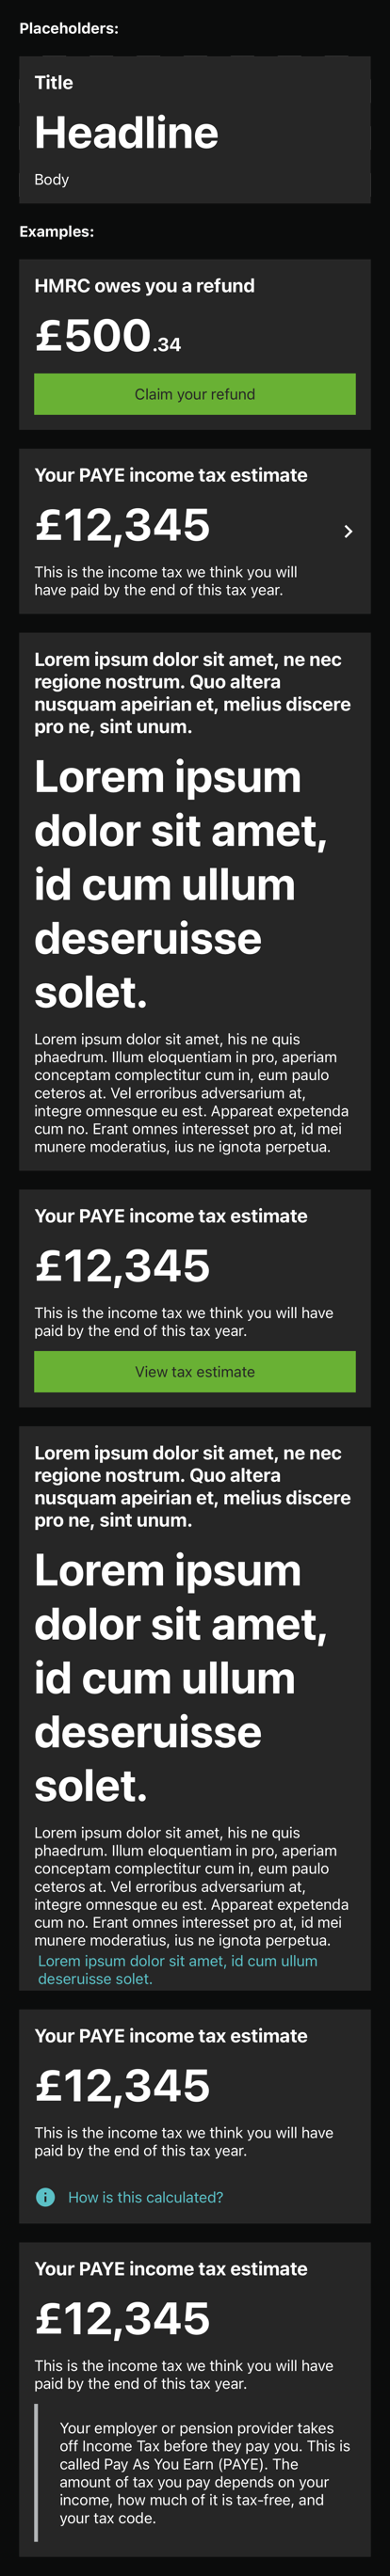 Placeholders:
Title
Headline
Body
Examples:
HMRC owes you a refund
£500.34
Claim your refund
Your PAYE income tax estimate
£12,345
This is the income tax we think you will
have paid by the end of this tax year.
Lorem ipsum dolor sit amet, ne nec
regione nostrum. Quo altera
nusquam apeirian et, melius discere
pro ne, sint unum.
Lorem ipsum
dolor sit amet,
id cum ullum
deseruisse
solet.
Lorem ipsum dolor sit amet, his ne quis
phaedrum. Illum eloquentiam in pro, aperiam
conceptam complectitur cum in, eum paulo
ceteros at. Vel erroribus adversarium at,
integre omnesque eu est. Appareat expetenda
cum no. Erant omnes interesset pro at, id mei
munere moderatius, ius ne ignota perpetua.
Your PAYE income tax estimate
£12,345
This is the income tax we think you will have
paid by the end of this tax year.
View tax estimate
Lorem ipsum dolor sit amet, ne nec
regione nostrum. Quo altera
nusquam apeirian et, melius discere
pro ne, sint unum.
Lorem ipsum
dolor sit amet,
id cum ullum
deseruisse
solet.
Lorem ipsum dolor sit amet, his ne quis
phaedrum. Illum eloquentiam in pro, aperiam
conceptam complectitur cum in, eum paulo
ceteros at. Vel erroribus adversarium at,
integre omnesque eu est. Appareat expetenda
cum no. Erant omnes interesset pro at, id mei
munere moderatius, ius ne ignota perpetua.
Lorem ipsum dolor sit amet, id cum ullum
deseruisse solet.
Your PAYE income tax estimate
£12,345
This is the income tax we think you will have
paid by the end of this tax year.
How is this calculated?
Your PAYE income tax estimate
£12,345
This is the income tax we think you will have
paid by the end of this tax year.
Your employer or pension provider takes
off Income Tax before they pay you. This is
called Pay As You Earn (PAYE). The
amount of tax you pay depends on your
income, how much of it is tax-free, and
your tax code.